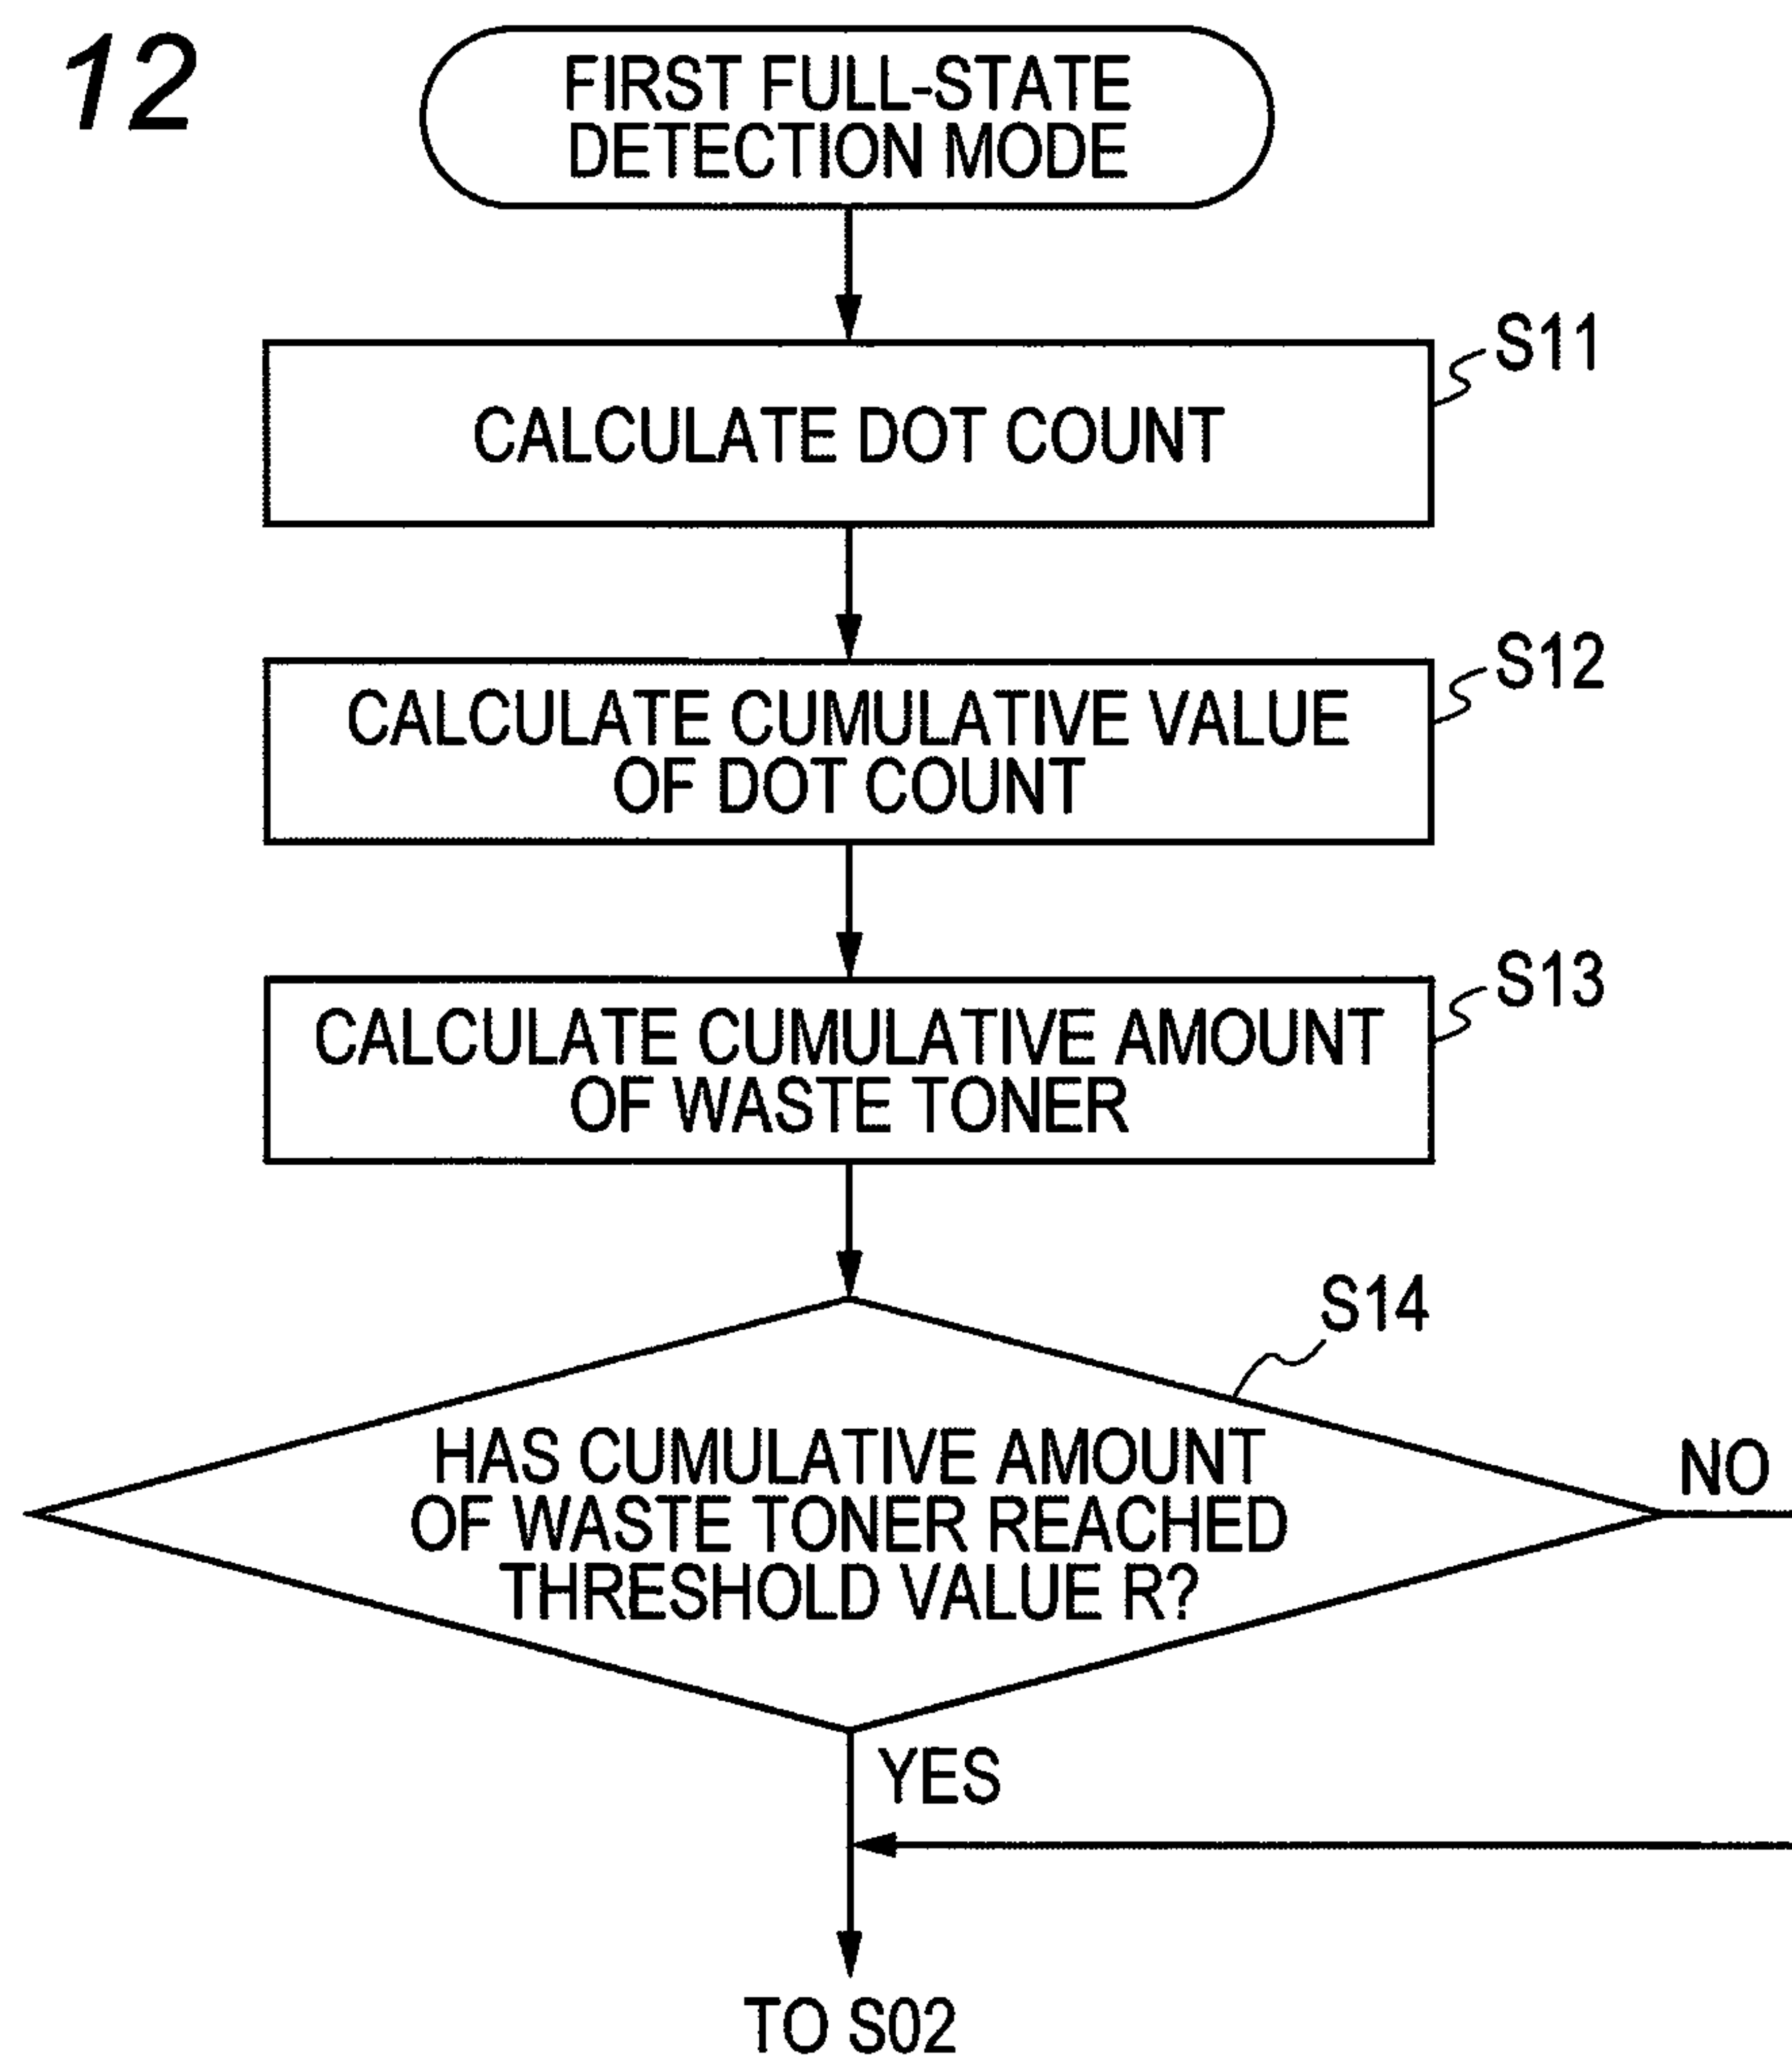 12
FIRST FULL-STATE
DETECTION MODE
S11
CALCULATE DOT COUNT
S12
CALCULATE CUMULATIVE VALUE
OF DOT COUNT
S13
CALCULATE CUMULATIVE AMOUNT
OF WASTE TONER
S14
HAS CUMULATIVE AMOUNT
OF WASTE TONER REACHED
THRESHOLD VALUE R?
NO
YES
TO S02